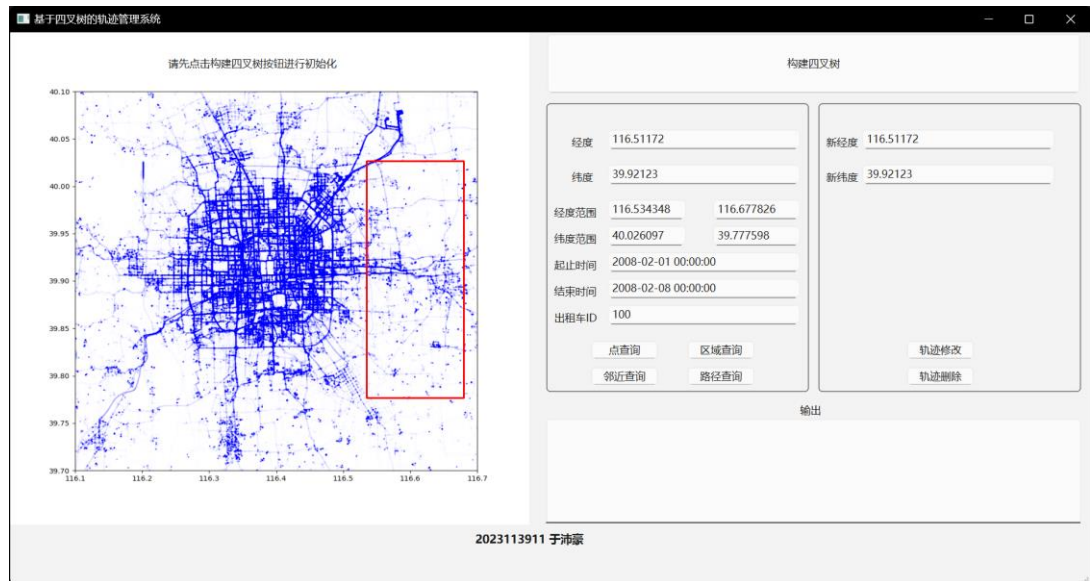 基于四叉树的轨迹管理系统
请先点击构建四叉树按钮进行初始化
40.10
40.05
40.00
39.95
39.90
39.85
39.80
39.75
39.70
116.1 116.2 116.3 116.4 116.5 116.6 116.7
构建四叉树
经度 116.51172
纬度 39.92123
经度范围 116.534348 116.677826
纬度范围 40.026097 39.777598
起止时间 2008-02-01 00:00:00
结束时间 2008-02-08 00:00:00
出租车ID 100
点查询 区域查询
邻近查询 路径查询
新经度 116.51172
新纬度 39.92123
轨迹修改
轨迹删除
输出
2023113911 于沛豪